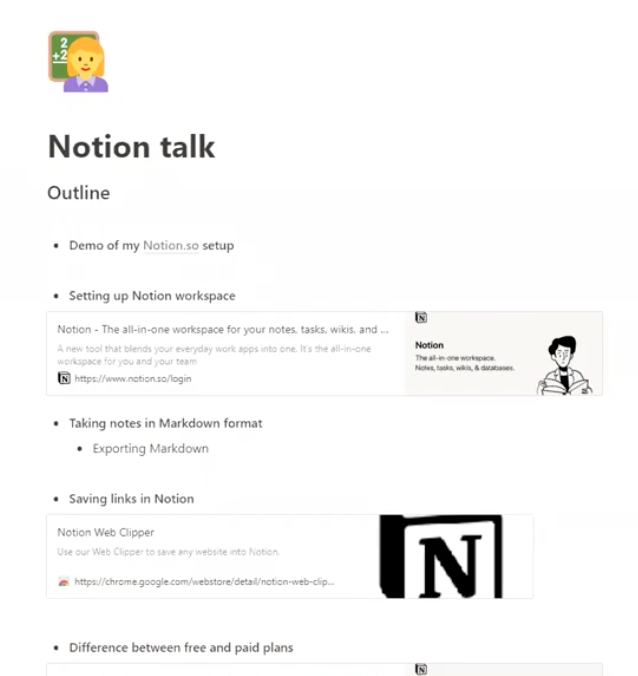 2
+2
Notion talk
Outline
• Demo of my Notion.so setup
• Setting up Notion workspace
Notion - The all-in-one workspace for your notes, tasks, wikis, and ...
A new tool that blends your everyday work apps into one. It's the all-in-one
workspace for you and your team
N https://www.notion.so/login
N
Notion
The all-in-one workspace.
Notes, tasks, wikis, & databases.
• Taking notes in Markdown format
• Exporting Markdown
• Saving links in Notion
Notion Web Clipper
Use our Web Clipper to save any website into Notion.
https://chrome.google.com/webstore/detail/notion-web-clip...
N
• Difference between free and paid plans
N